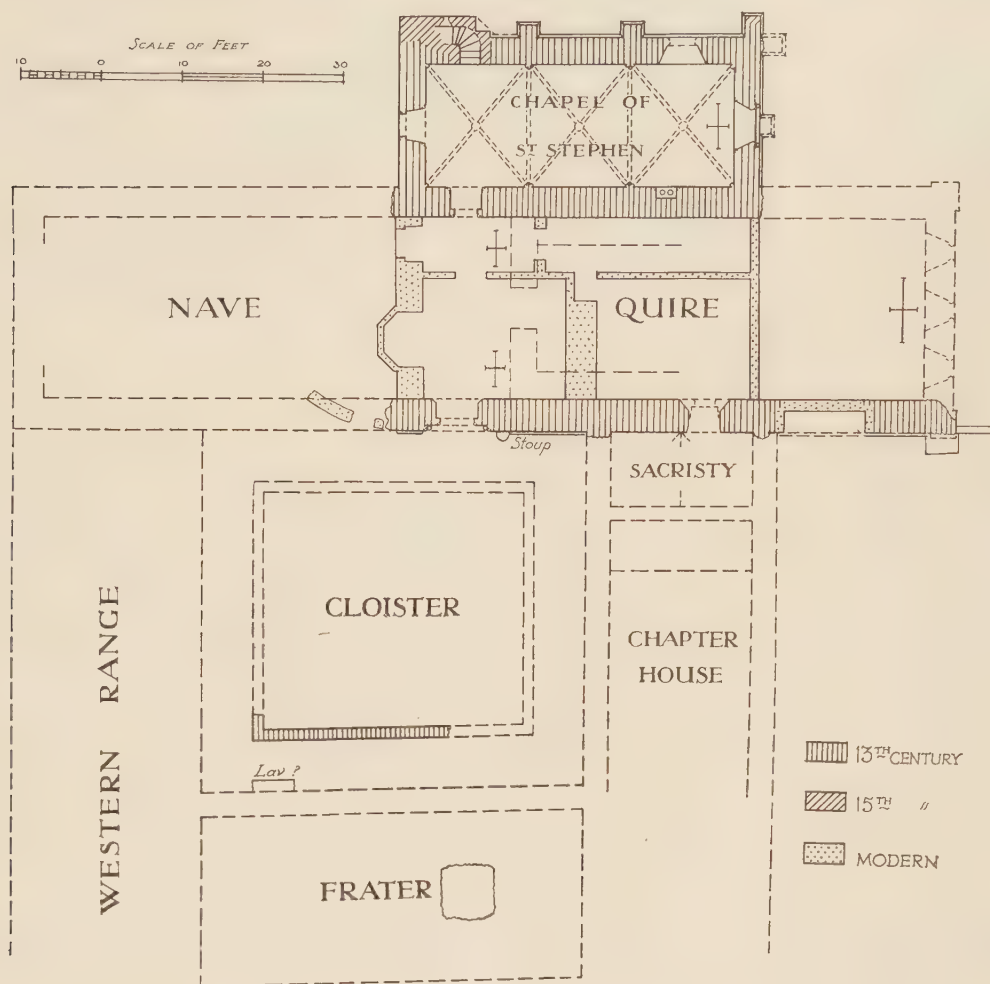 SCALE OF FEET
10 0 10 20 30
CHAPEL OF
ST STEPHEN
NAVE
QUIRE
Stoup
SACRISTY
CLOISTER
CHAPTER
HOUSE
WESTERN RANGE
Lav ?
FRATER
13TH CENTURY
15TH "
MODERN